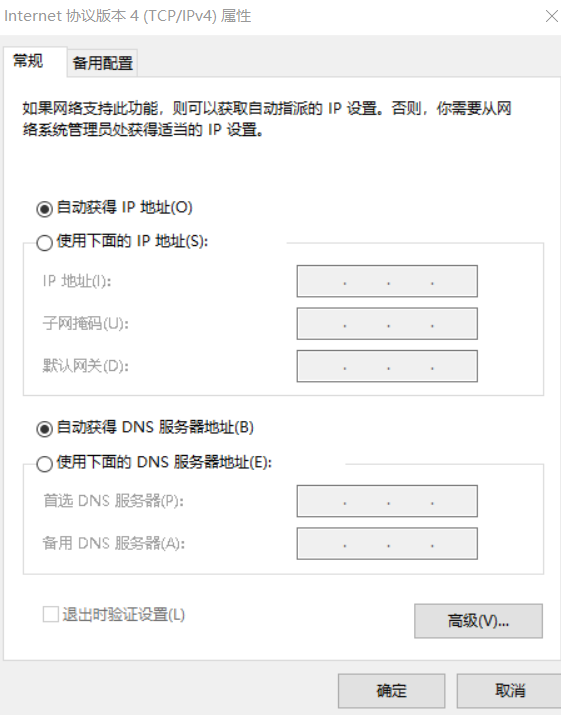 Internet 协议版本 4 (TCP/IPv4) 属性
常规
备用配置
如果网络支持此功能，则可以获取自动指派的 IP 设置。否则，你需要从网
络系统管理员处获得适当的 IP 设置。
自动获得 IP 地址(O)
使用下面的 IP 地址(S):
IP 地址(I):
子网掩码(U):
默认网关(D):
自动获得 DNS 服务器地址(B)
使用下面的 DNS 服务器地址(E):
首选 DNS 服务器(P):
备用 DNS 服务器(A):
退出时验证设置(L)
高级(V)...
确定
取消